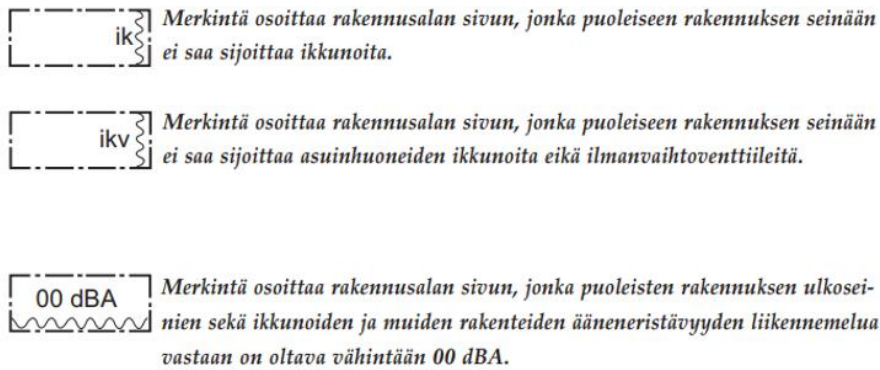 ik Merkintä osoittaa rakennusalan sivun, jonka puoleiseen rakennuksen seinään
ei saa sijoittaa ikkunoita.
Merkintä osoittaa rakennusalan sivun, jonka puoleiseen rakennuksen seinään
ikv ei saa sijoittaa asuinhuoneiden ikkunoita eikä ilmanvaihtoventtiileitä.
00 dBA Merkintä osoittaa rakennusalan sivun, jonka puoleisten rakennuksen ulkosei-
nien sekä ikkunoiden ja muiden rakenteiden ääneneristävyyden liikennemelua
vastaan on oltava vähintään 00 dBA.